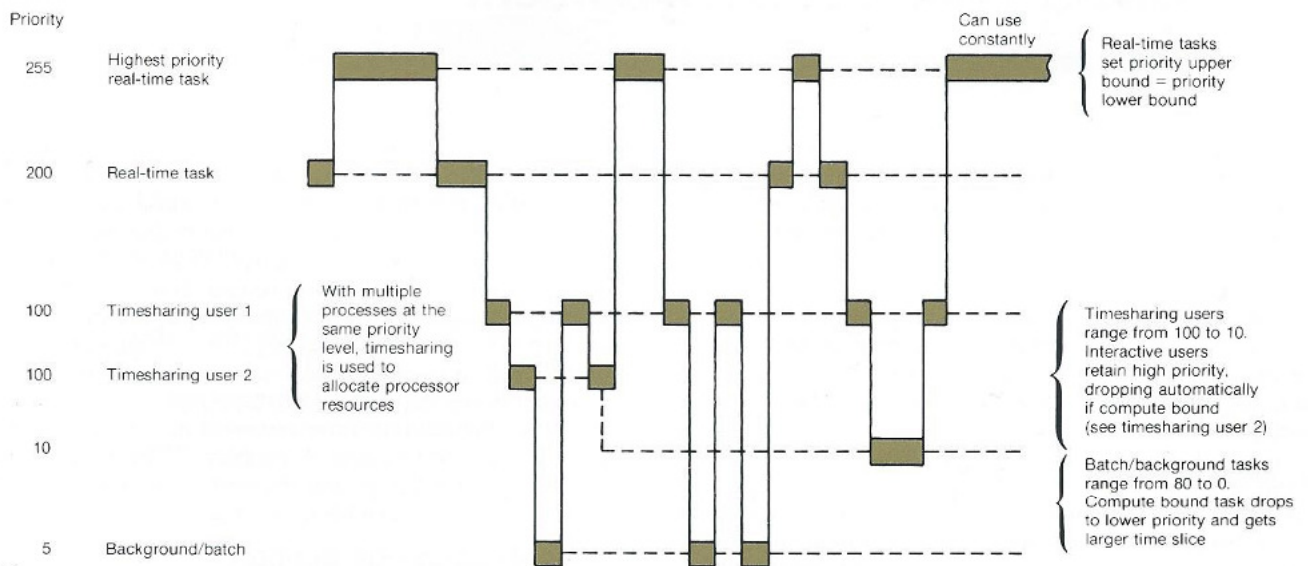 Priority
255
Highest priority
real-time task
Can use
constantly
Real-time tasks
set priority upper
bound = priority
lower bound
200
Real-time task
100
Timesharing user 1
100
Timesharing user 2
With multiple
processes at the
same priority
level, timesharing
is used to
allocate processor
resources
Timesharing users
range from 100 to 10.
Interactive users
retain high priority,
dropping automatically
if compute bound
(see timesharing user 2)
10
Batch/background tasks
range from 80 to 0.
Compute bound task drops
to lower priority and gets
larger time slice
5
Background/batch